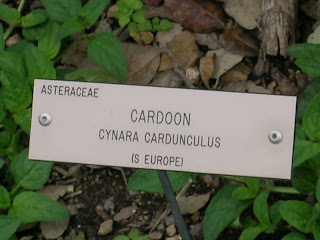 ASTERACEAE
CARDOON
CYNARA CARDUNCULUS
(S EUROPE)